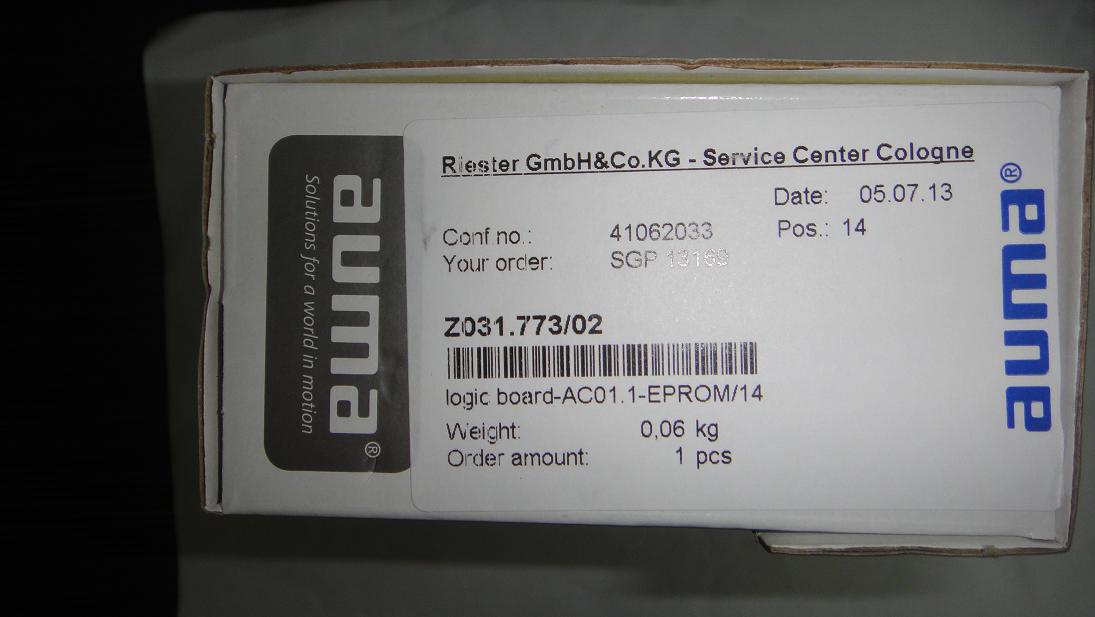 auma®
Solutions for a world in motion
Riester GmbH&Co.KG - Service Center Cologne
Date: 05.07.13
Conf no.: 41062033 Pos.: 14
Your order: SGP 13169
Z031.773/02
logic board-AC01.1-EPROM/14
Weight: 0,06 kg
Order amount: 1 pcs
auma®